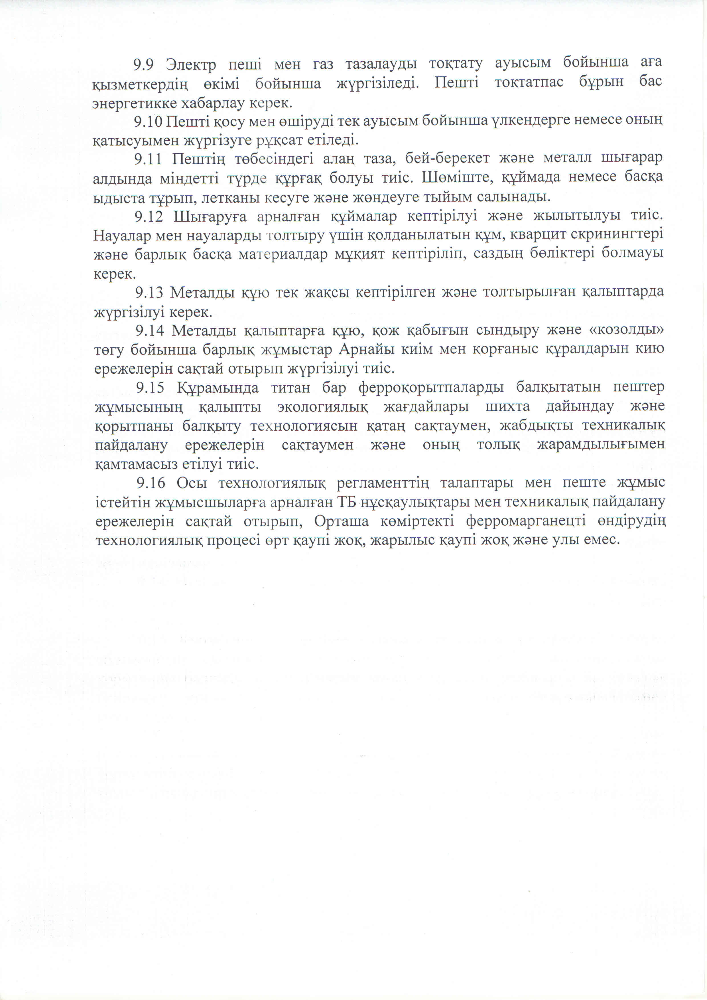 9.9 Электр пеші мен газ тазалауды тоқтату ауысым бойынша аға
қызметкердің өкімі бойынша жүргізіледі. Пешті тоқтатпас бұрын бас
энергетикке хабарлау керек.
9.10 Пешті қосу мен өшіруді тек ауысым бойынша үлкендерге немесе оның
қатысуымен жүргізуге рұқсат етіледі.
9.11 Пештің төбесіндегі алаң таза, бей-берекет және металл шығарар
алдында міндетті түрде құрғақ болуы тиіс. Шөміште, құймада немесе басқа
ыдыста тұрып, летканы кесуге және жөндеуге тыйым салынады.
9.12 Шығаруға арналған құймалар кептірілуі және жылытылуы тиіс.
Науалар мен науаларды толтыру үшін қолданылатын құм, кварцит скринингтері
және барлық басқа материалдар мұқият кептіріліп, саздың бөліктері болмауы
керек.
9.13 Металды құю тек жақсы кептірілген және толтырылған қалыптарда
жүргізілуі керек.
9.14 Металды қалыптарға құю, қож қабығын сындыру және «козолды»
төгу бойынша барлық жұмыстар Арнайы киім мен қорғаныс құралдарын кию
ережелерін сақтай отырып жүргізілуі тиіс.
9.15 Құрамында титан бар ферроқорытпаларды балқытатын пештер
жұмысының қалыпты экологиялық жағдайлары шихта дайындау және
қорытпаны балқыту технологиясын қатаң сақтаумен, жабдықты техникалық
пайдалану ережелерін сақтаумен және оның толық жарамдылығымен
қамтамасыз етілуі тиіс.
9.16 Осы технологиялық регламенттің талаптары мен пеште жұмыс
істейтін жұмысшыларға арналған ТБ нұсқаулықтары мен техникалық пайдалану
ережелерін сақтай отырып, Орташа көміртекті ферромарганецті өндірудің
технологиялық процесі өрт қаупі жоқ, жарылыс қаупі жоқ және улы емес.